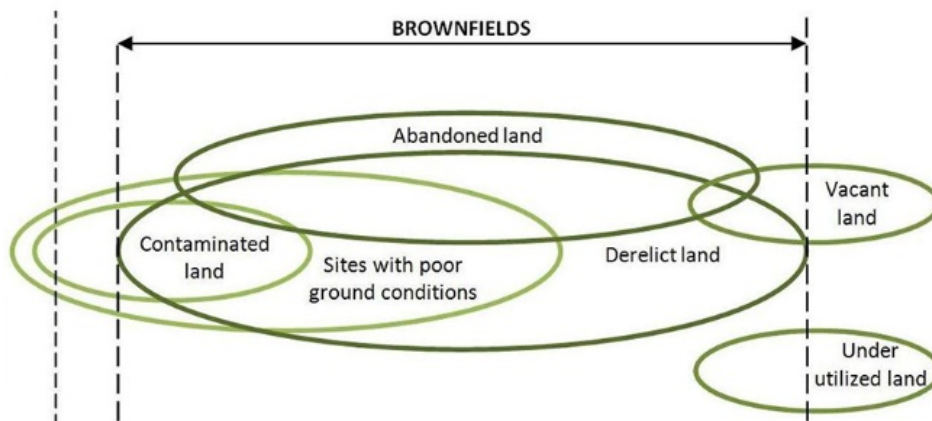 BROWNFIELDS
Abandoned land
Vacant
land
Contaminated
land
Sites with poor
ground conditions
Derelict land
Under
utilized land